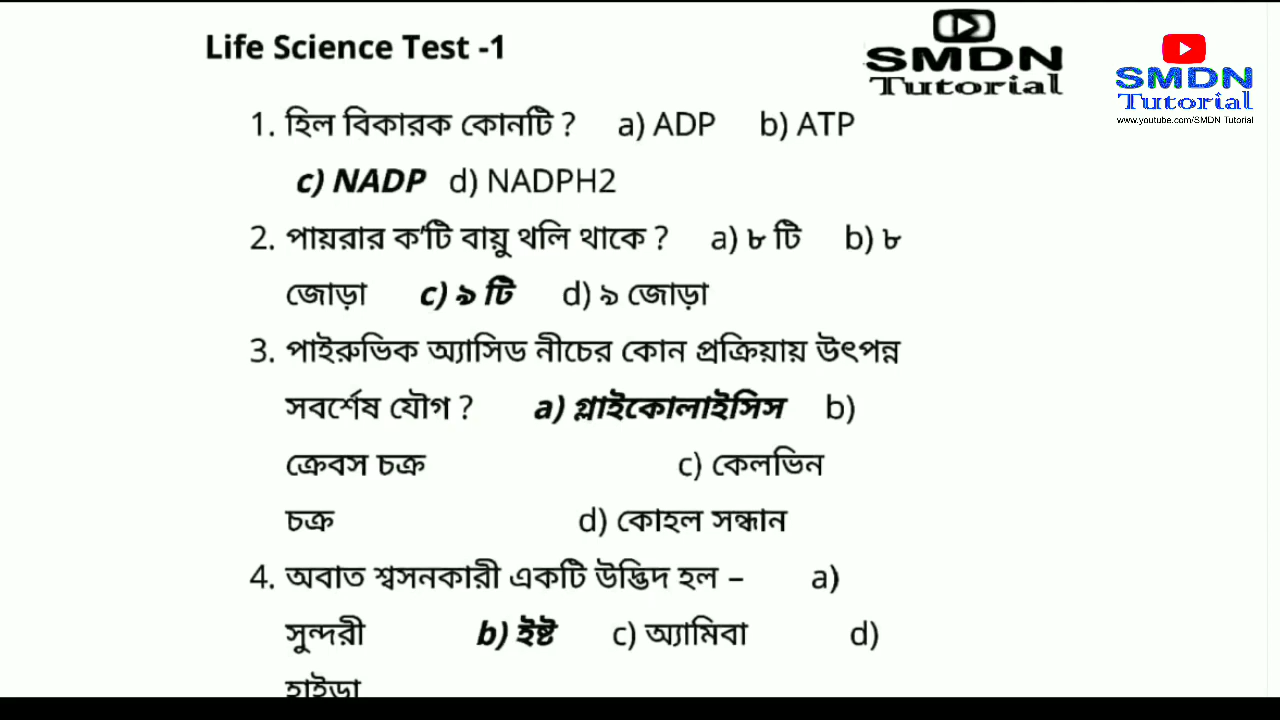 Life Science Test -1
SMDN
Tutorial
SMDN
Tutorial
www.youtube.com/SMDN Tutorial
1. হিল বিকারক কোনটি ? a) ADP b) ATP
c) NADP d) NADPH2
2. পায়রার ক'টি বায়ু থলি থাকে ? a) ৮ টি b) ৮
জোড়া c) ৯ টি d) ৯ জোড়া
3. পাইরুভিক অ্যাসিড নীচের কোন প্রক্রিয়ায় উৎপন্ন
সবর্শেষ যৌগ ? a) গ্লাইকোলাইসিস b)
ক্রেবস চক্র c) কেলভিন
চক্র d) কোহল সন্ধান
4. অবাত শ্বসনকারী একটি উদ্ভিদ হল – a)
সুন্দরী b) ইষ্ট c) অ্যামিবা d)
হাইড্রা